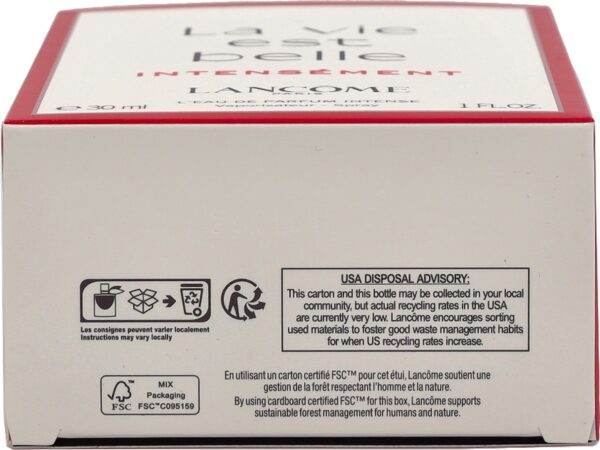 La vie
est
belle
INTENSÉMENT
LANCÔME
PARIS
e 30 ml L'EAU DE PARFUM INTENSE 1 FL.OZ.
Vaporisateur - Spray
Les consignes peuvent varier localement
Instructions may vary locally
USA DISPOSAL ADVISORY:
This carton and this bottle may be collected in your local
community, but actual recycling rates in the USA
are currently very low. Lancôme encourages sorting
used materials to foster good waste management habits
for when US recycling rates increase.
FSC
MIX
Packaging
FSC™C095159
En utilisant un carton certifié FSC™ pour cet étui, Lancôme soutient une
gestion de la forêt respectant l'homme et la nature.
By using cardboard certified FSC™ for this box, Lancôme supports
sustainable forest management for humans and nature.